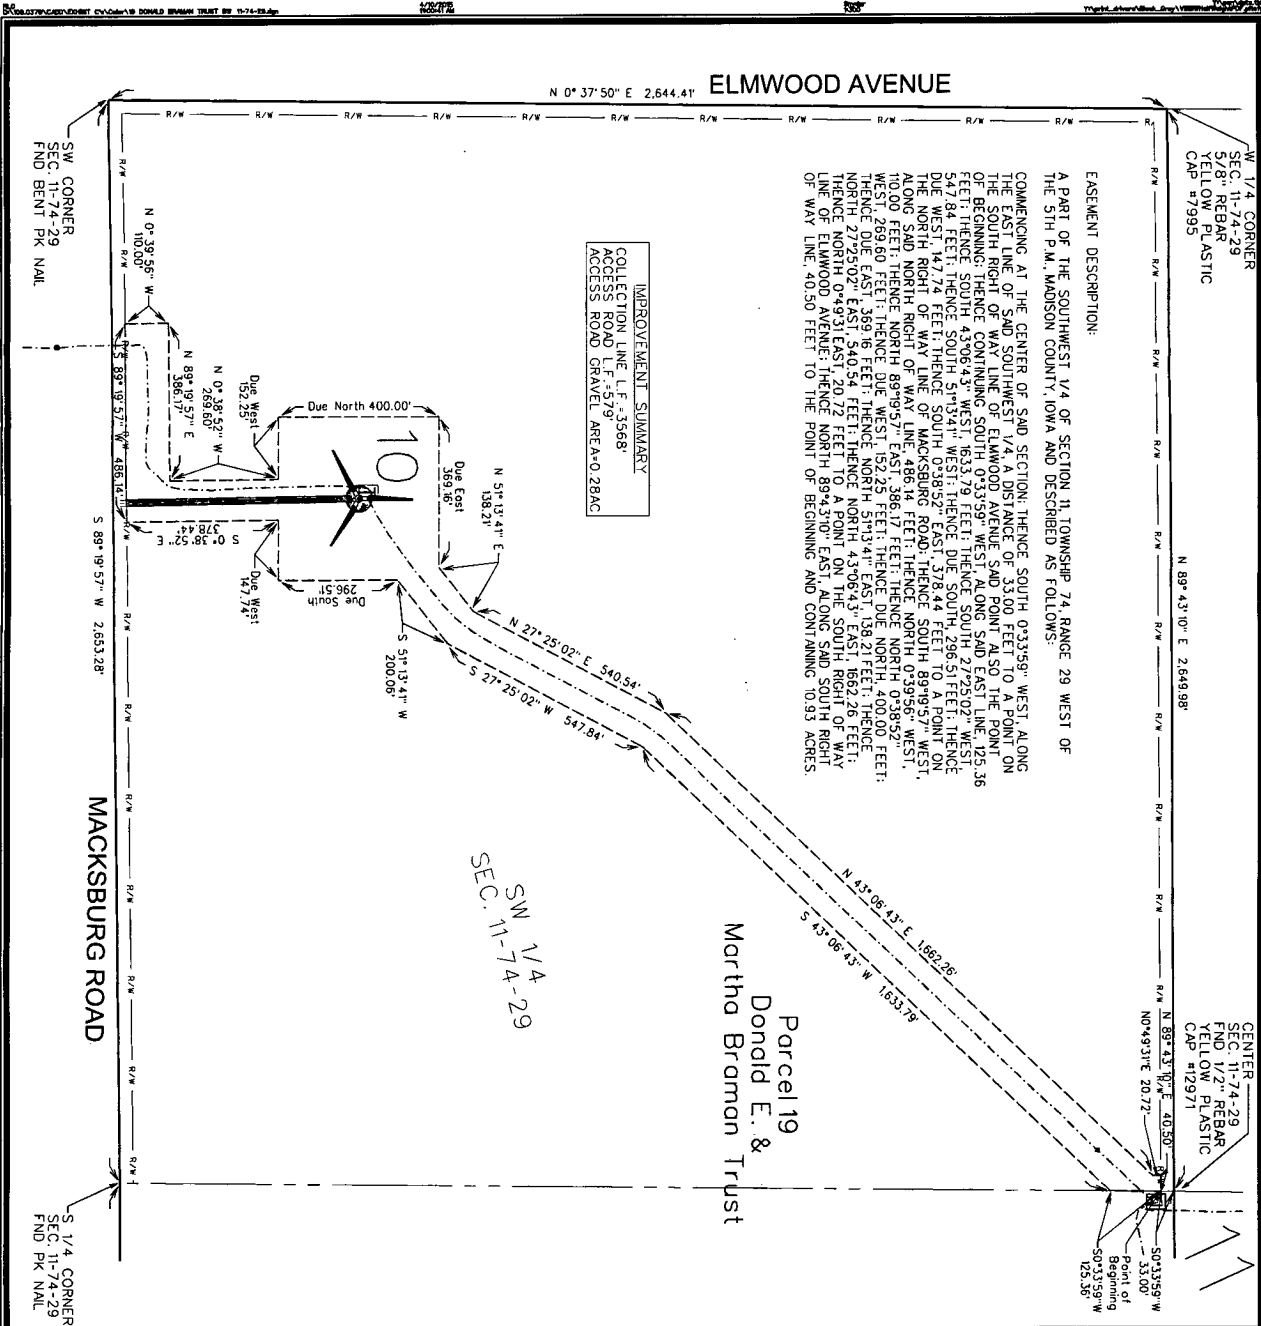 ELMWOOD AVENUE
N 0° 37' 50" E 2,644.41'
W 1/4 CORNER
SEC. 11-74-29
5/8" REBAR
YELLOW PLASTIC
CAP #7995
SW CORNER
SEC. 11-74-29
FND BENT PK NAIL
EASEMENT DESCRIPTION:
A PART OF THE SOUTHWEST 1/4 OF SECTION 11, TOWNSHIP 74, RANGE 29 WEST OF
THE 5TH P.M., MADISON COUNTY, IOWA AND DESCRIBED AS FOLLOWS:
COMMENCING AT THE CENTER OF SAID SECTION; THENCE SOUTH 0°33'59" WEST, ALONG
THE EAST LINE OF SAID SOUTHWEST 1/4, A DISTANCE OF 33.00 FEET TO A POINT ON
THE SOUTH RIGHT OF WAY LINE OF ELMWOOD AVENUE SAID POINT ALSO THE POINT
OF BEGINNING; THENCE CONTINUING SOUTH 0°33'59" WEST, ALONG SAID EAST LINE, 125.36
FEET; THENCE SOUTH 43°06'43" WEST, 1633.79 FEET; THENCE SOUTH 27°25'02" WEST,
547.84 FEET; THENCE SOUTH 51°13'41" WEST; THENCE DUE SOUTH, 296.51 FEET; THENCE
DUE WEST, 147.74 FEET; THENCE SOUTH 0°38'52" EAST, 378.44 FEET TO A POINT ON
THE NORTH RIGHT OF WAY LINE OF MACKSBURG ROAD; THENCE SOUTH 89°19'57" WEST,
ALONG SAID NORTH RIGHT OF WAY LINE, 486.14 FEET; THENCE NORTH 0°39'56" WEST,
110.00 FEET; THENCE NORTH 89°19'57" EAST, 386.17 FEET; THENCE NORTH 0°38'52"
WEST, 269.60 FEET; THENCE DUE WEST, 152.25 FEET; THENCE DUE NORTH, 400.00 FEET;
THENCE DUE EAST, 369.16 FEET; THENCE NORTH 51°13'41" EAST, 138.21 FEET; THENCE
NORTH 27°25'02" EAST, 540.54 FEET; THENCE NORTH 43°06'43" EAST, 1662.26 FEET;
THENCE NORTH 0°49'31 EAST, 20.72 FEET TO A POINT ON THE SOUTH RIGHT OF WAY
LINE OF ELMWOOD AVENUE; THENCE NORTH 89°43'10" EAST, ALONG SAID SOUTH RIGHT
OF WAY LINE, 40.50 FEET TO THE POINT OF BEGINNING AND CONTAINING 10.93 ACRES.
IMPROVEMENT SUMMARY
COLLECTION LINE L.F.=3568'
ACCESS ROAD L.F.=579'
ACCESS ROAD GRAVEL AREA=0.28AC
N 89° 43' 10" E 2,649.98'
N 0° 39' 56" W
110.00'
N 89° 19' 57" E
386.17'
N 0° 38' 52" W
269.60'
Due West
152.25'
Due North 400.00'
10
Due East
369.16'
N 51° 13' 41" E
138.21'
S 89° 19' 57" W 486.14'
S 0° 38' 52" E
378.44'
Due West
147.74'
Due South
296.51'
S 51° 13' 41" W
200.06'
N 27° 25' 02" E 540.54'
S 27° 25' 02" W 547.84'
N 43° 06' 43" E 1,662.26'
S 43° 06' 43" W 1,633.79'
S 89° 19' 57" W 2,653.28'
MACKSBURG ROAD
SW 1/4
SEC. 11-74-29
Parcel 19
Donald E. &
Martha Braman Trust
CENTER
SEC. 11-74-29
FND 1/2" REBAR
YELLOW PLASTIC
CAP #12971
N 89° 43' 10" E 40.50'
N0°49'31"E 20.72'
S0°33'59"W
33.00'
Point of
Beginning
S0°33'59"W
125.36'
11
S 1/4 CORNER
SEC. 11-74-29
FND PK NAIL